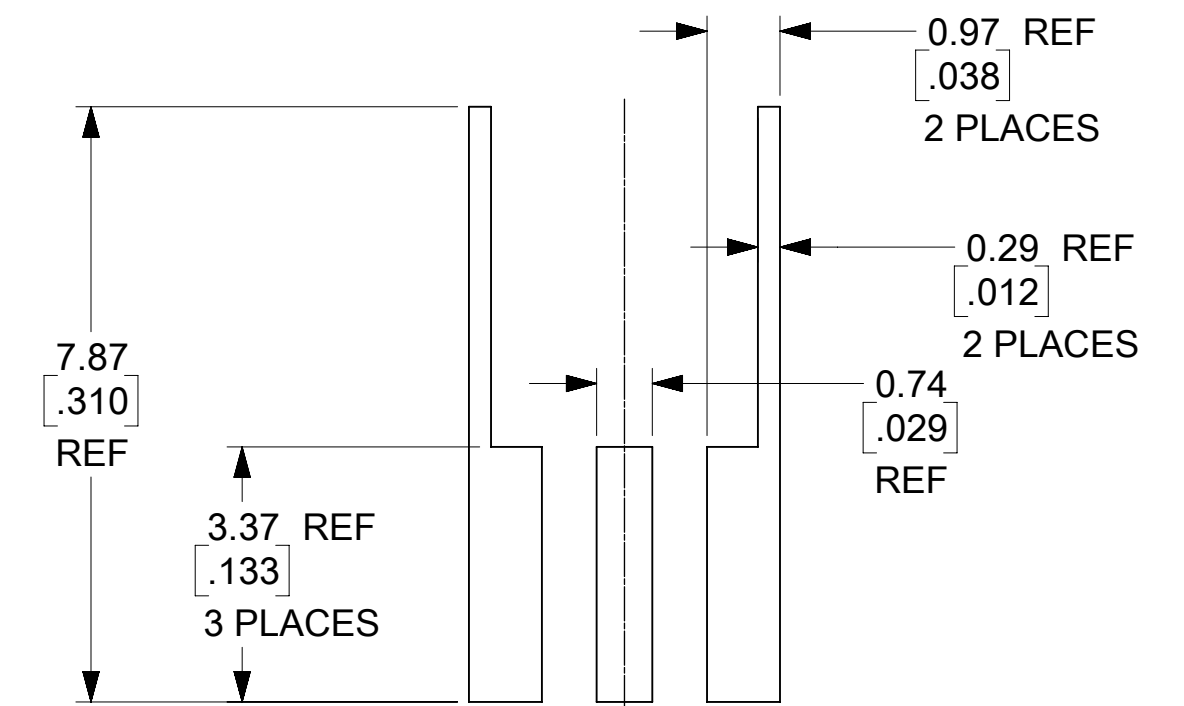 0.97 REF
[.038]
2 PLACES
0.29 REF
[.012]
2 PLACES
7.87
[.310]
REF
0.74
[.029]
REF
3.37 REF
[.133]
3 PLACES